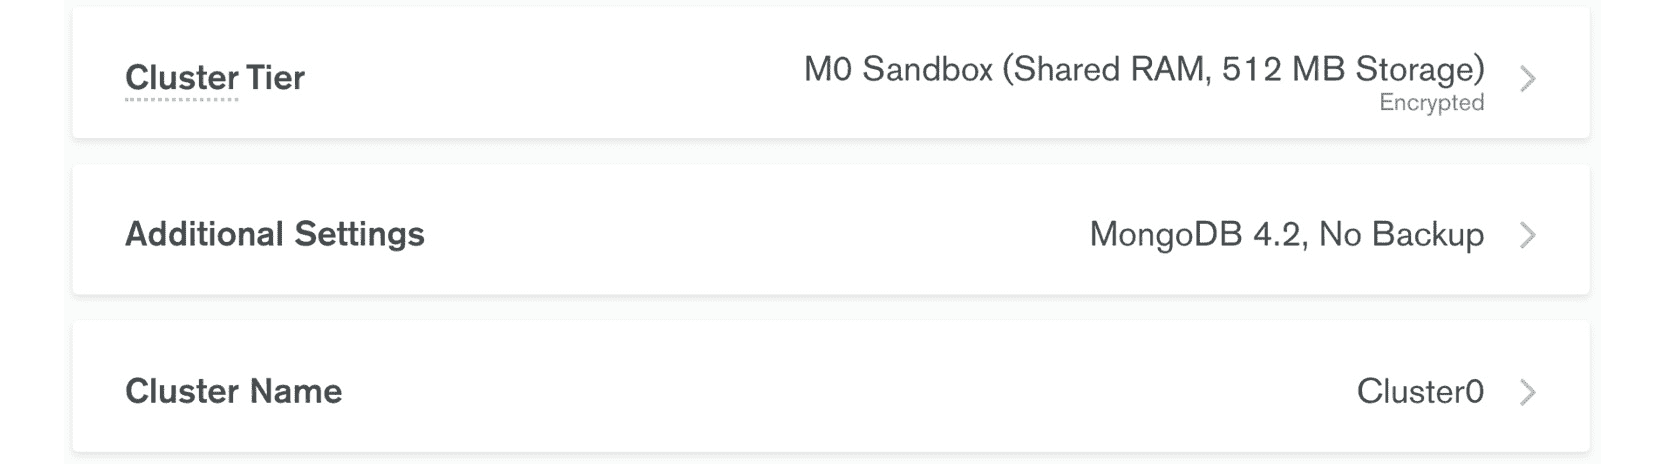 Cluster Tier
M0 Sandbox (Shared RAM, 512 MB Storage)
Encrypted
Additional Settings
MongoDB 4.2, No Backup
Cluster Name
Cluster0